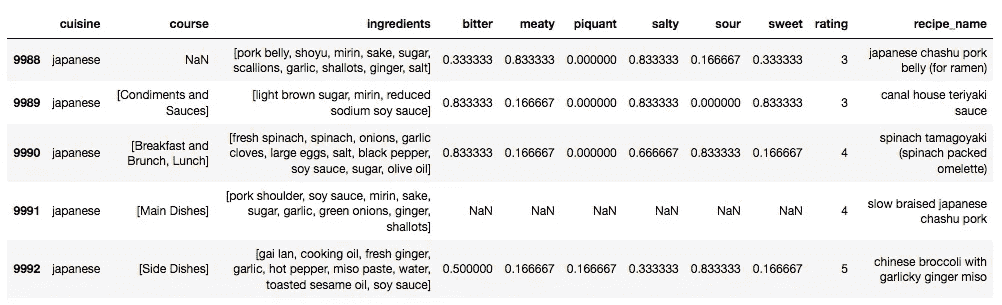 cuisine course ingredients bitter meaty piquant salty sour sweet rating recipe_name
9988 japanese NaN [pork belly, shoyu, mirin, sake, sugar, scallions, garlic, shallots, ginger, salt] 0.333333 0.833333 0.000000 0.833333 0.166667 0.333333 3 japanese chashu pork belly (for ramen)
9989 japanese [Condiments and Sauces] [light brown sugar, mirin, reduced sodium soy sauce] 0.833333 0.166667 0.000000 0.833333 0.000000 0.833333 3 canal house teriyaki sauce
9990 japanese [Breakfast and Brunch, Lunch] [fresh spinach, spinach, onions, garlic cloves, large eggs, salt, black pepper, soy sauce, sugar, olive oil] 0.833333 0.166667 0.000000 0.666667 0.833333 0.166667 4 spinach tamagoyaki (spinach packed omelette)
9991 japanese [Main Dishes] [pork shoulder, soy sauce, mirin, sake, sugar, garlic, green onions, ginger, shallots] NaN NaN NaN NaN NaN NaN 4 slow braised japanese chashu pork
9992 japanese [Side Dishes] [gai lan, cooking oil, fresh ginger, garlic, hot pepper, miso paste, water, toasted sesame oil, soy sauce] 0.500000 0.166667 0.166667 0.333333 0.833333 0.166667 5 chinese broccoli with garlicky ginger miso